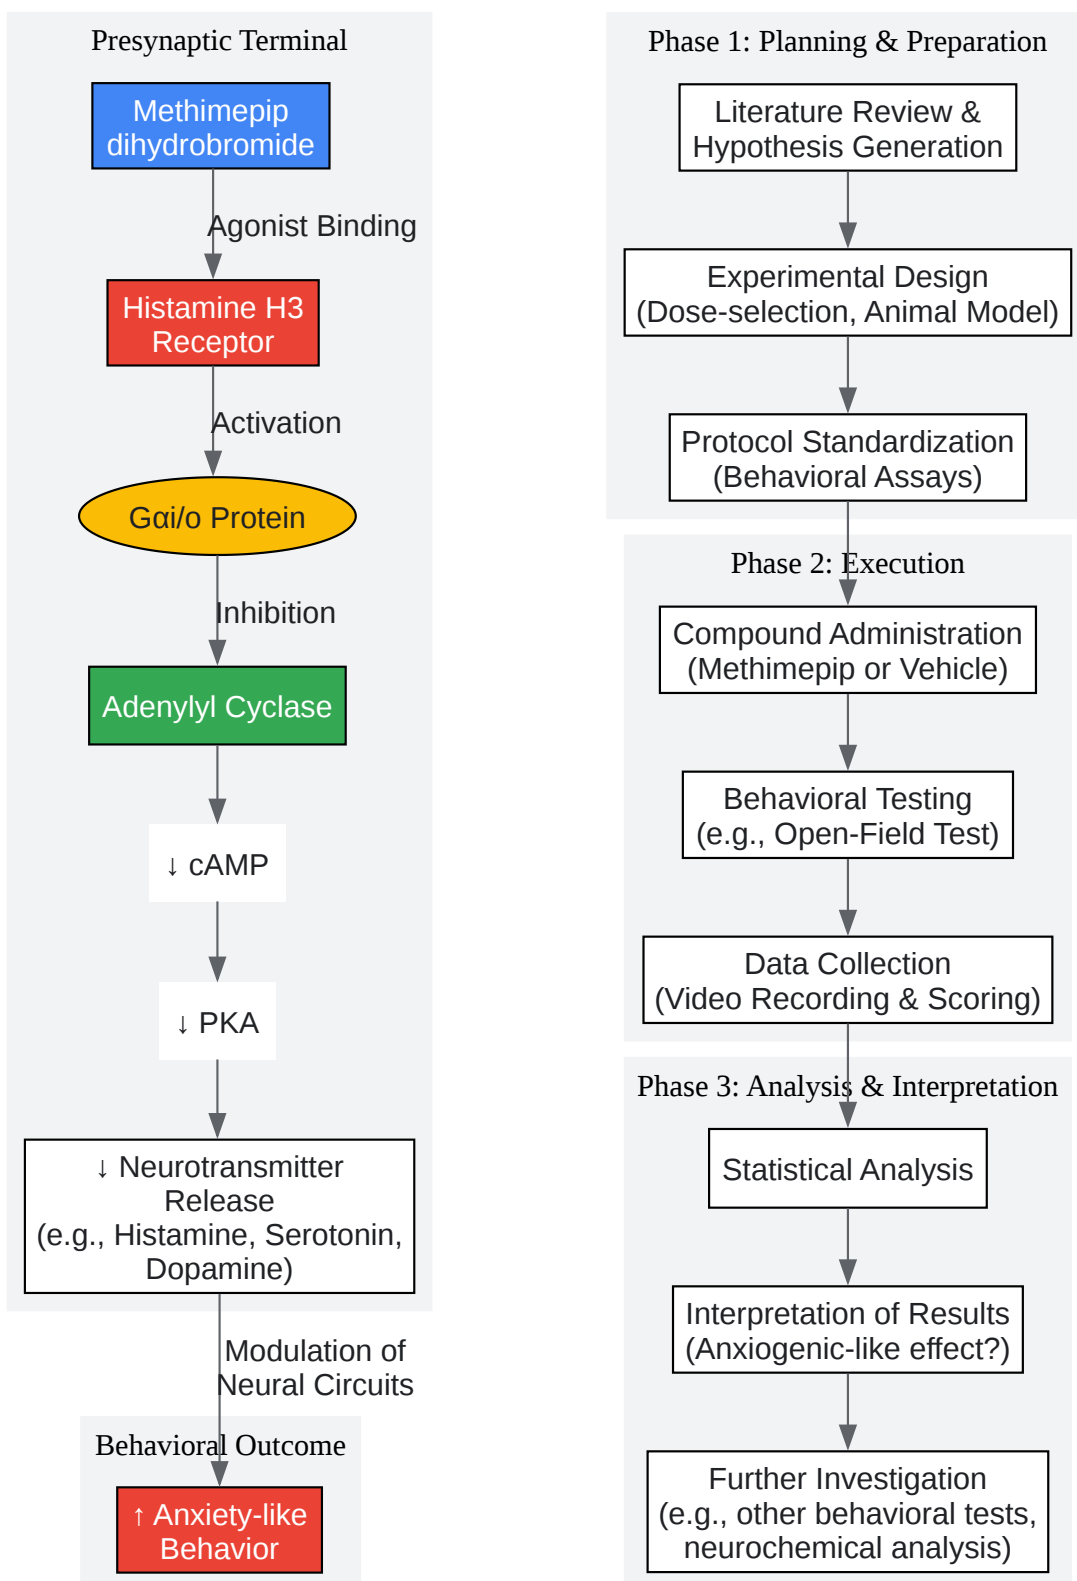 Presynaptic Terminal
Methimepip
dihydrobromide
Agonist Binding
Histamine H3
Receptor
Activation
Gαi/o Protein
Inhibition
Adenylyl Cyclase
↓ cAMP
↓ PKA
↓ Neurotransmitter
Release
(e.g., Histamine, Serotonin,
Dopamine)
Modulation of
Neural Circuits
Behavioral Outcome
↑ Anxiety-like
Behavior
Phase 1: Planning & Preparation
Literature Review &
Hypothesis Generation
Experimental Design
(Dose-selection, Animal Model)
Protocol Standardization
(Behavioral Assays)
Phase 2: Execution
Compound Administration
(Methimepip or Vehicle)
Behavioral Testing
(e.g., Open-Field Test)
Data Collection
(Video Recording & Scoring)
Phase 3: Analysis & Interpretation
Statistical Analysis
Interpretation of Results
(Anxiogenic-like effect?)
Further Investigation
(e.g., other behavioral tests,
neurochemical analysis)